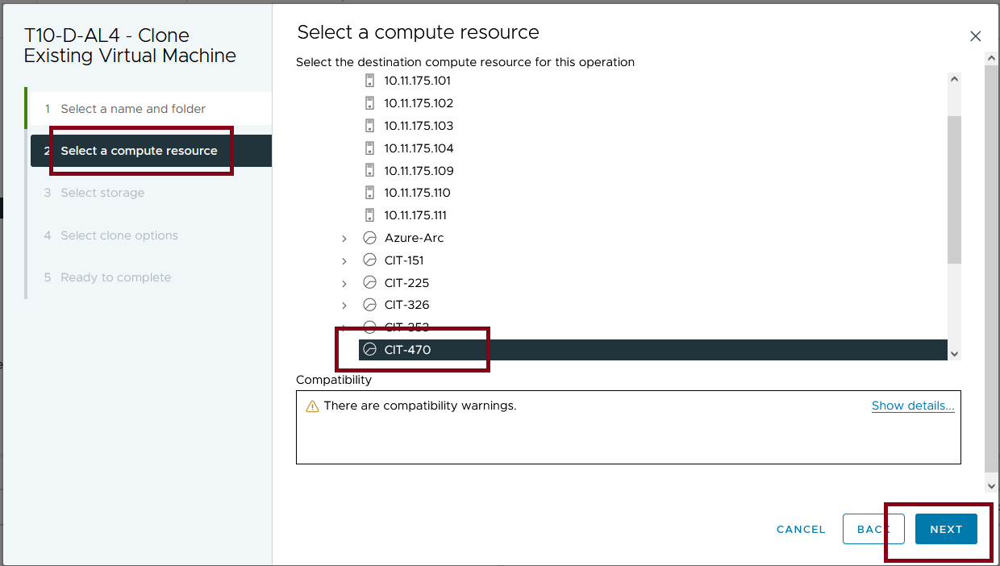 T10-D-AL4 - Clone
Existing Virtual Machine
1 Select a name and folder
2 Select a compute resource
3 Select storage
4 Select clone options
5 Ready to complete
Select a compute resource
Select the destination compute resource for this operation
10.11.175.101
10.11.175.102
10.11.175.103
10.11.175.104
10.11.175.109
10.11.175.110
10.11.175.111
Azure-Arc
CIT-151
CIT-225
CIT-326
CIT-353
CIT-470
Compatibility
There are compatibility warnings. Show details...
CANCEL BACK NEXT